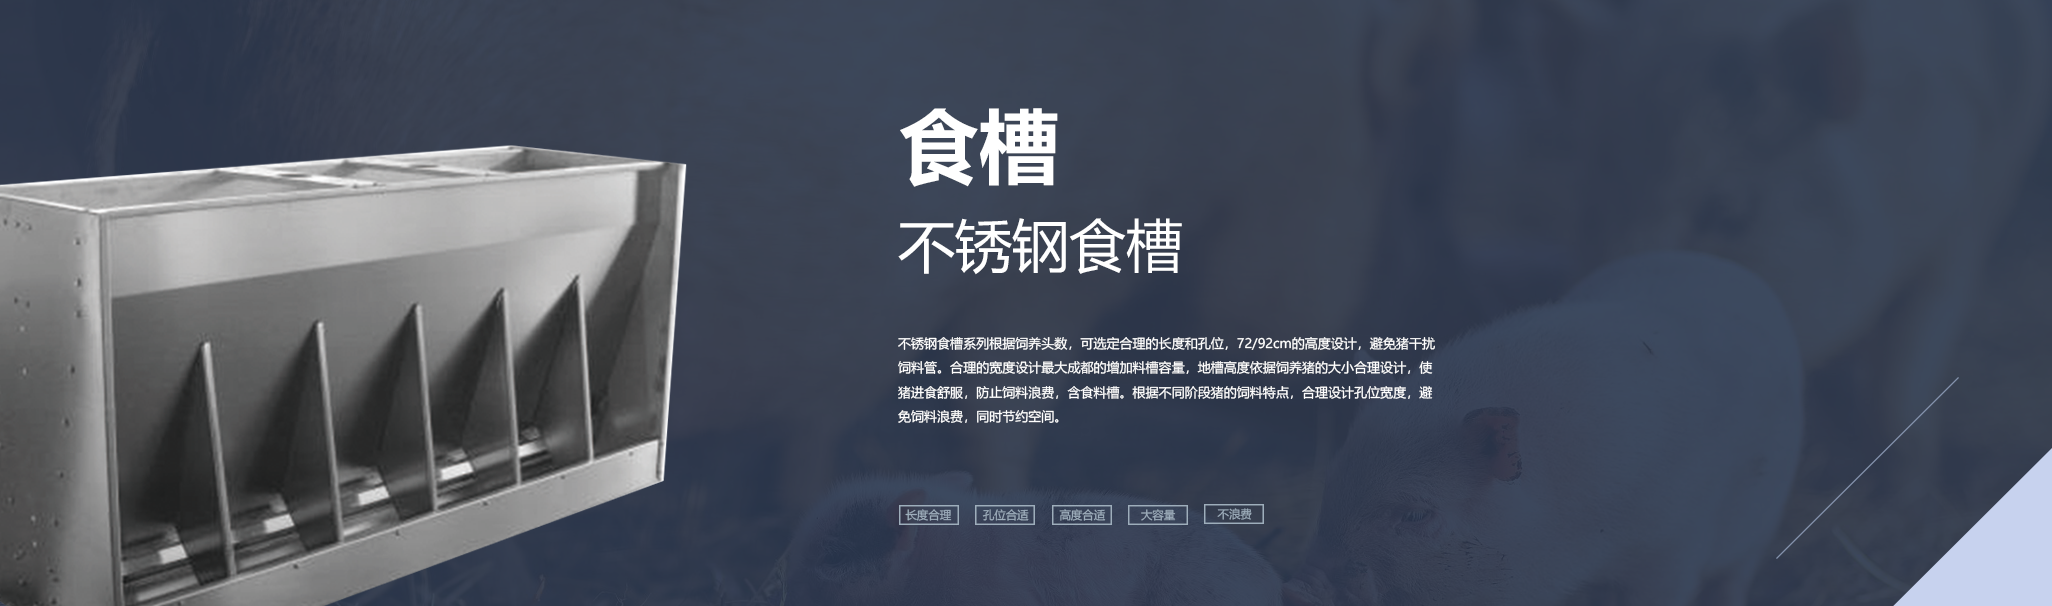 食槽
不锈钢食槽
不锈钢食槽系列根据饲养头数，可选定合理的长度和孔位，72/92cm的高度设计，避免猪干扰
饲料管。合理的宽度设计最大成都的增加料槽容量，地槽高度依据饲养猪的大小合理设计，使
猪进食舒服，防止饲料浪费，含食料槽。根据不同阶段猪的饲料特点，合理设计孔位宽度，避
免饲料浪费，同时节约空间。
长度合理 孔位合适 高度合适 大容量 不浪费